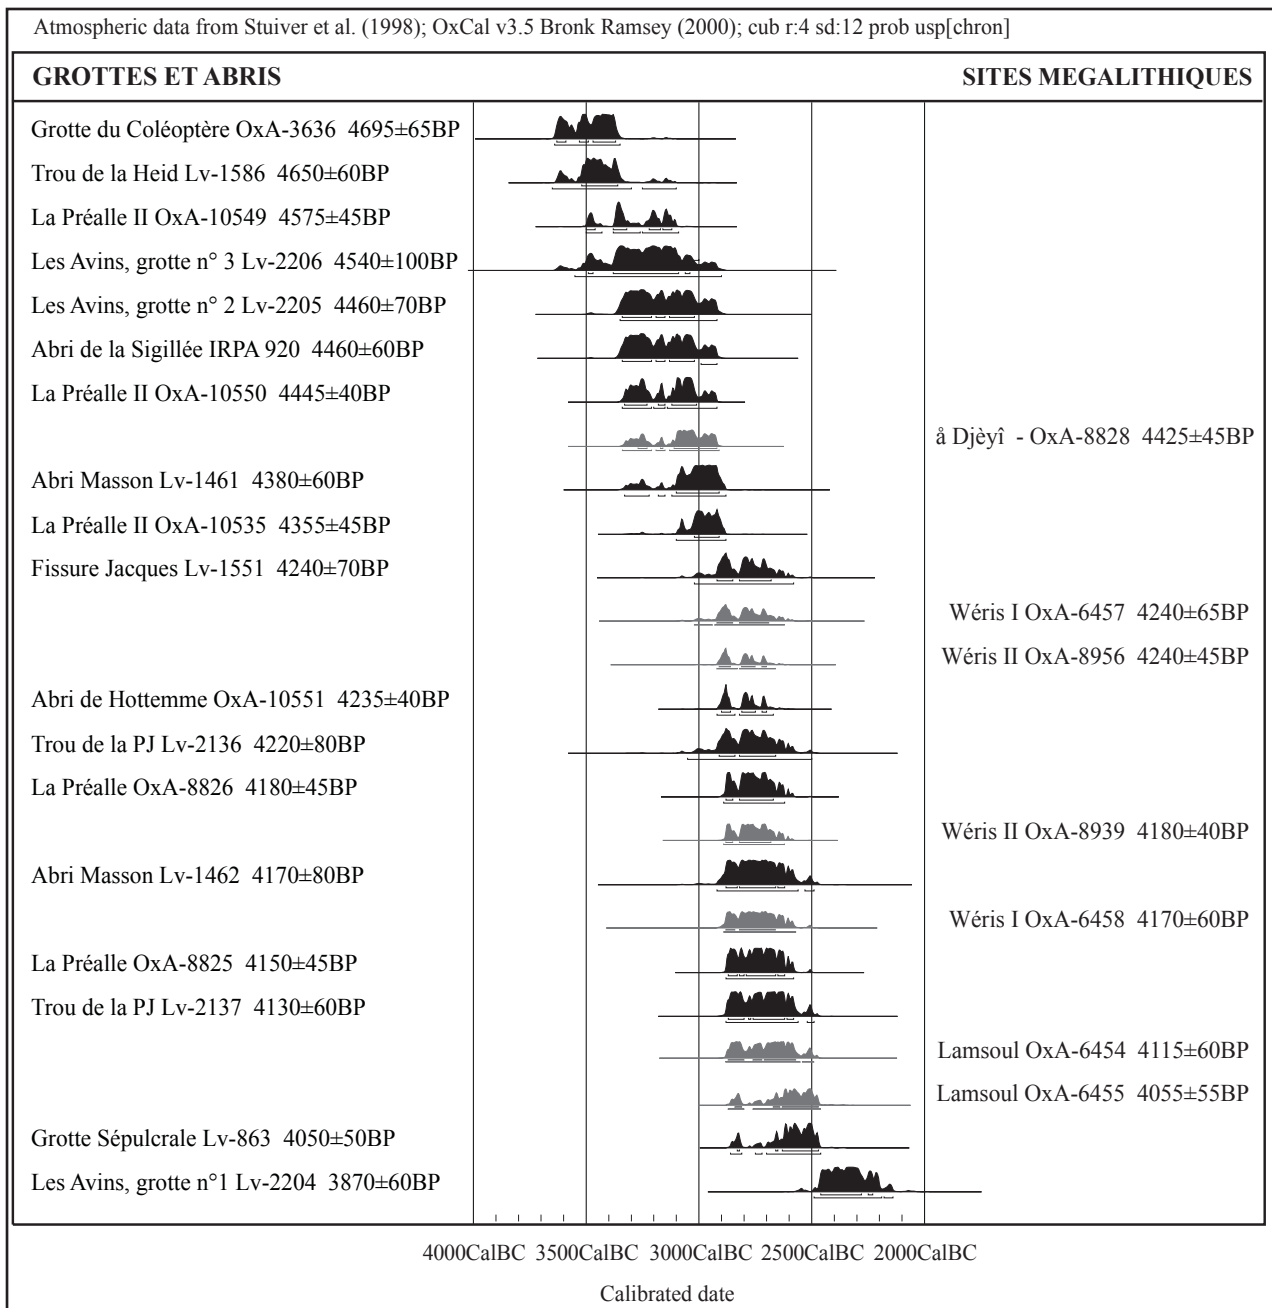 Atmospheric data from Stuiver et al. (1998); OxCal v3.5 Bronk Ramsey (2000); cub r:4 sd:12 prob usp[chron]
GROTTES ET ABRIS SITES MEGALITHIQUES
Grotte du Coléoptère OxA-3636 4695±65BP
Trou de la Heid Lv-1586 4650±60BP
La Préalle II OxA-10549 4575±45BP
Les Avins, grotte n° 3 Lv-2206 4540±100BP
Les Avins, grotte n° 2 Lv-2205 4460±70BP
Abri de la Sigillée IRPA 920 4460±60BP
La Préalle II OxA-10550 4445±40BP
å Djèyî - OxA-8828 4425±45BP
Abri Masson Lv-1461 4380±60BP
La Préalle II OxA-10535 4355±45BP
Fissure Jacques Lv-1551 4240±70BP
Wéris I OxA-6457 4240±65BP
Wéris II OxA-8956 4240±45BP
Abri de Hottemme OxA-10551 4235±40BP
Trou de la PJ Lv-2136 4220±80BP
La Préalle OxA-8826 4180±45BP
Wéris II OxA-8939 4180±40BP
Abri Masson Lv-1462 4170±80BP
Wéris I OxA-6458 4170±60BP
La Préalle OxA-8825 4150±45BP
Trou de la PJ Lv-2137 4130±60BP
Lamsoul OxA-6454 4115±60BP
Lamsoul OxA-6455 4055±55BP
Grotte Sépulcrale Lv-863 4050±50BP
Les Avins, grotte n°1 Lv-2204 3870±60BP
4000CalBC 3500CalBC 3000CalBC 2500CalBC 2000CalBC
Calibrated date